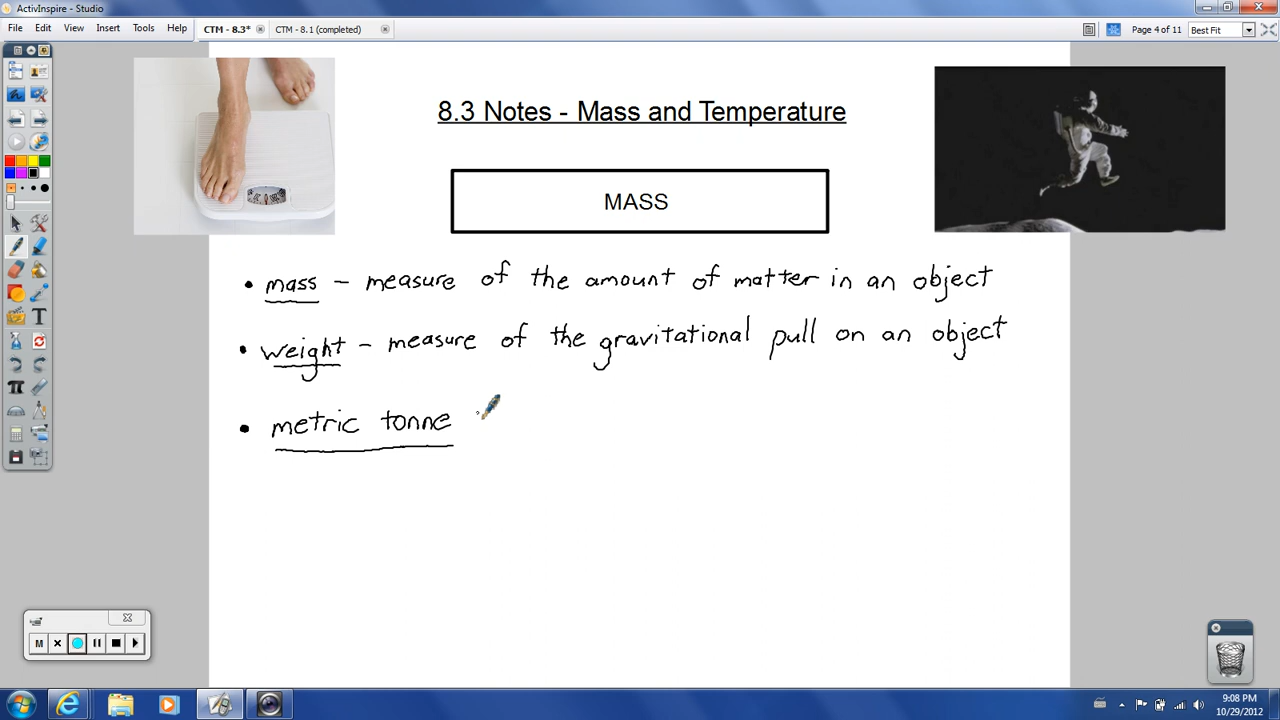 ActivInspire - Studio
File Edit View Insert Tools Help
CTM - 8.3*
CTM - 8.1 (completed)
Page 4 of 11
Best Fit
8.3 Notes - Mass and Temperature
MASS
• mass - measure of the amount of matter in an object
• weight - measure of the gravitational pull on an object
• metric tonne
M
9:08 PM
10/29/2012